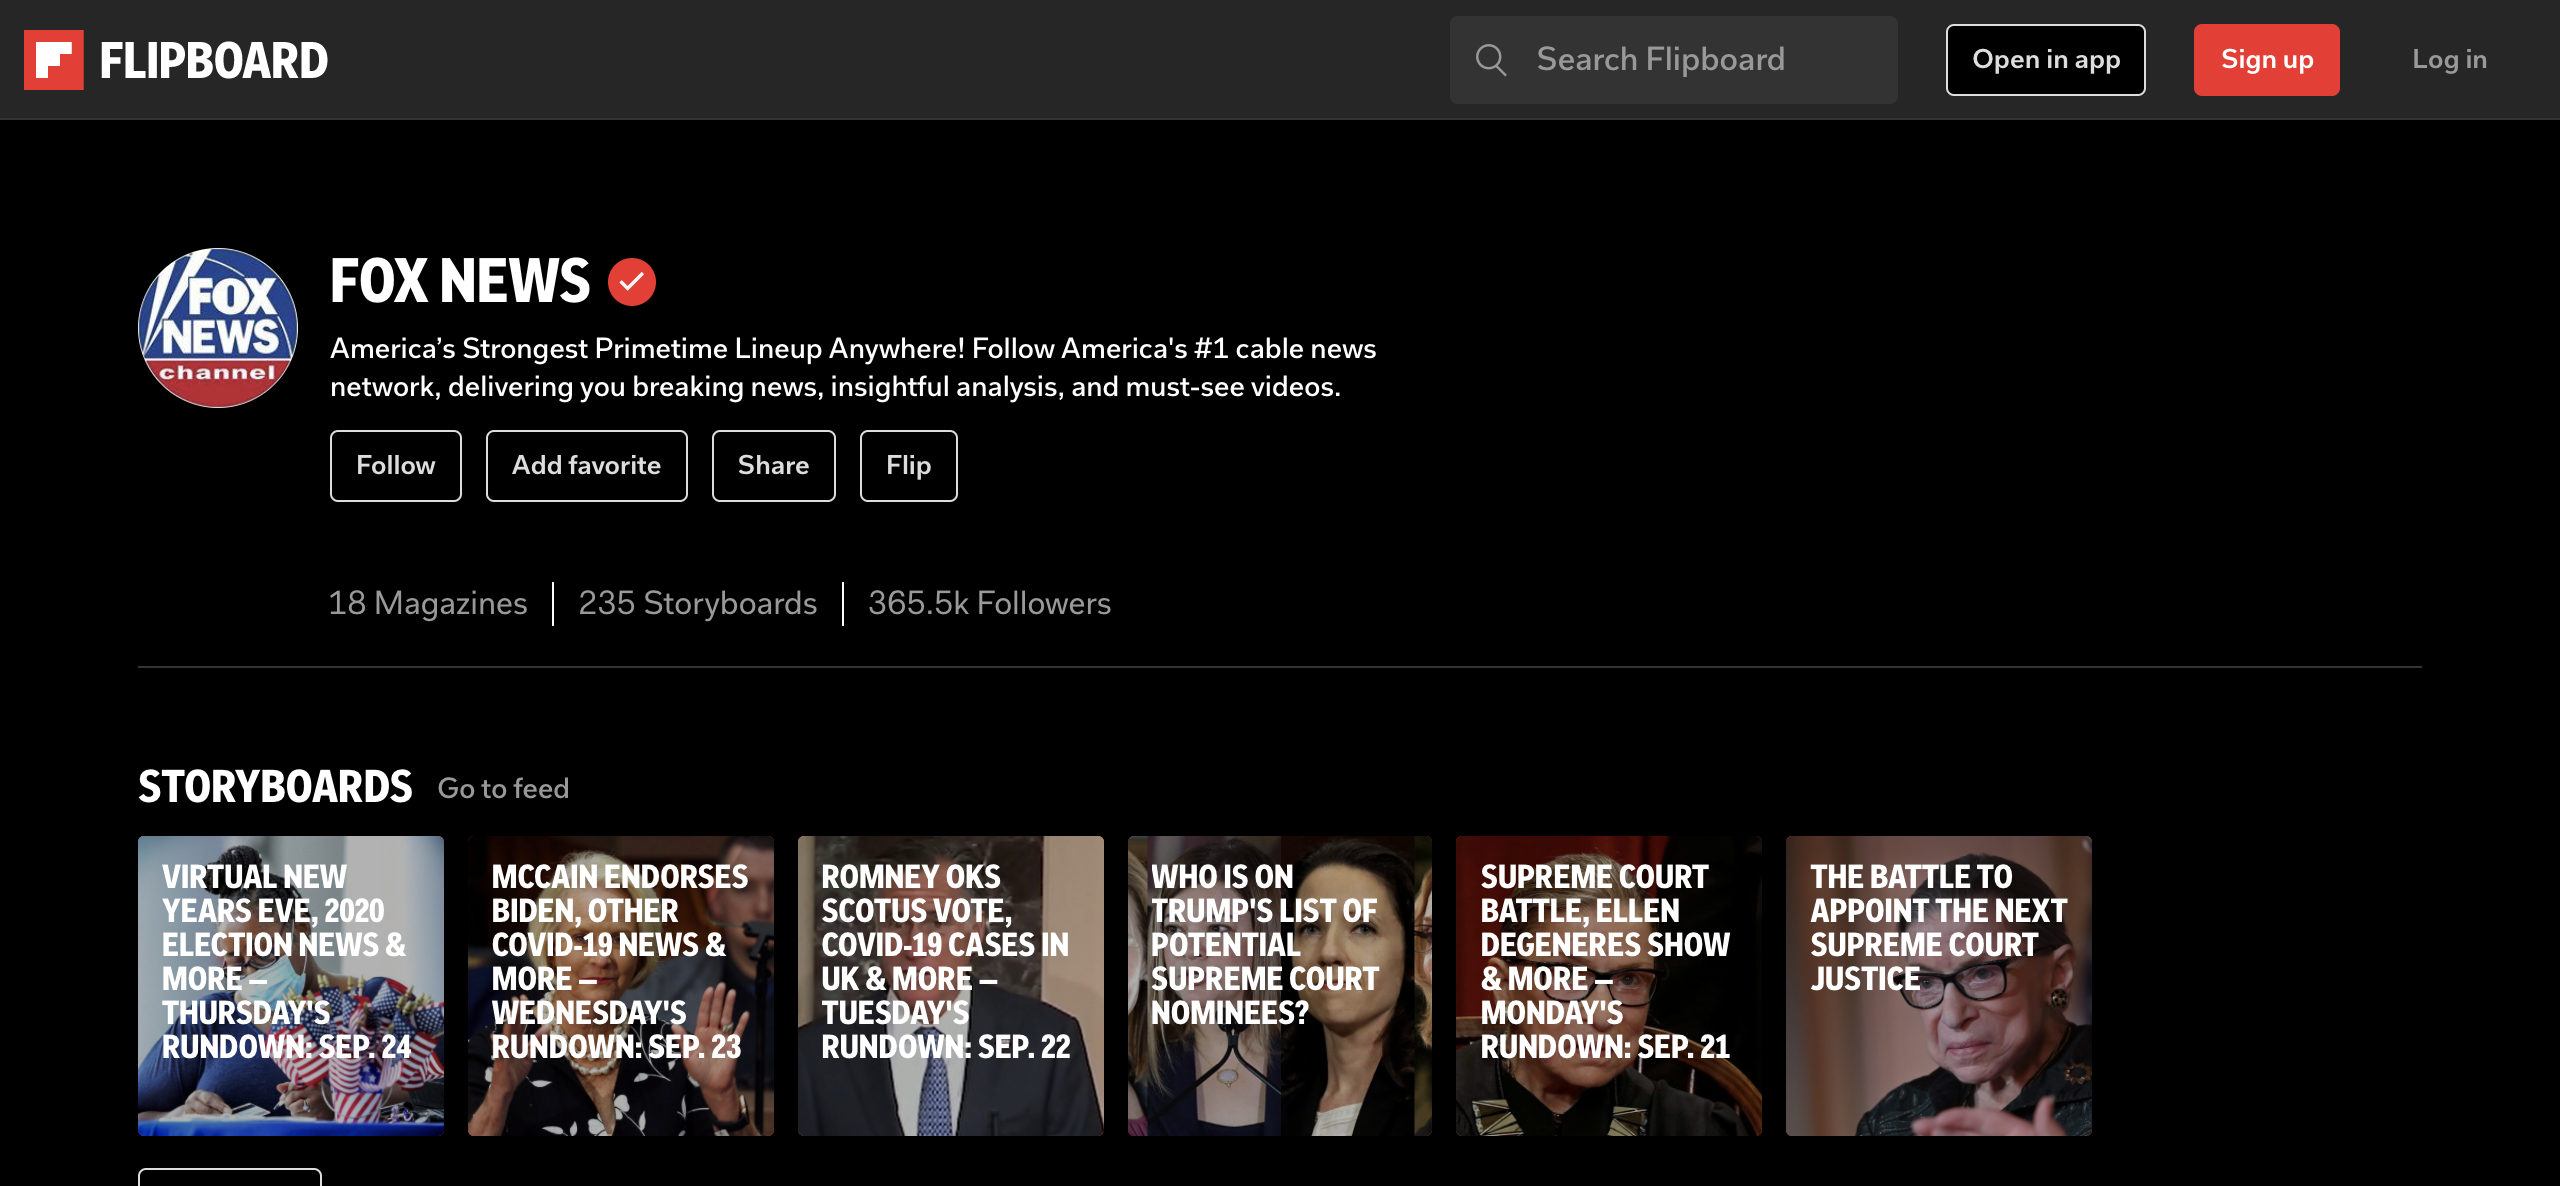 FLIPBOARD
Search Flipboard
Open in app
Sign up
Log in
FOX NEWS
channel
FOX NEWS
America’s Strongest Primetime Lineup Anywhere! Follow America's #1 cable news
network, delivering you breaking news, insightful analysis, and must-see videos.
Follow
Add favorite
Share
Flip
18 Magazines
235 Storyboards
365.5k Followers
STORYBOARDS
Go to feed
VIRTUAL NEW
YEARS EVE, 2020
ELECTION NEWS &
MORE —
THURSDAY'S
RUNDOWN: SEP. 24
MCCAIN ENDORSES
BIDEN, OTHER
COVID-19 NEWS &
MORE —
WEDNESDAY'S
RUNDOWN: SEP. 23
ROMNEY OKS
SCOTUS VOTE,
COVID-19 CASES IN
UK & MORE —
TUESDAY'S
RUNDOWN: SEP. 22
WHO IS ON
TRUMP'S LIST OF
POTENTIAL
SUPREME COURT
NOMINEES?
SUPREME COURT
BATTLE, ELLEN
DEGENERES SHOW
& MORE —
MONDAY'S
RUNDOWN: SEP. 21
THE BATTLE TO
APPOINT THE NEXT
SUPREME COURT
JUSTICE